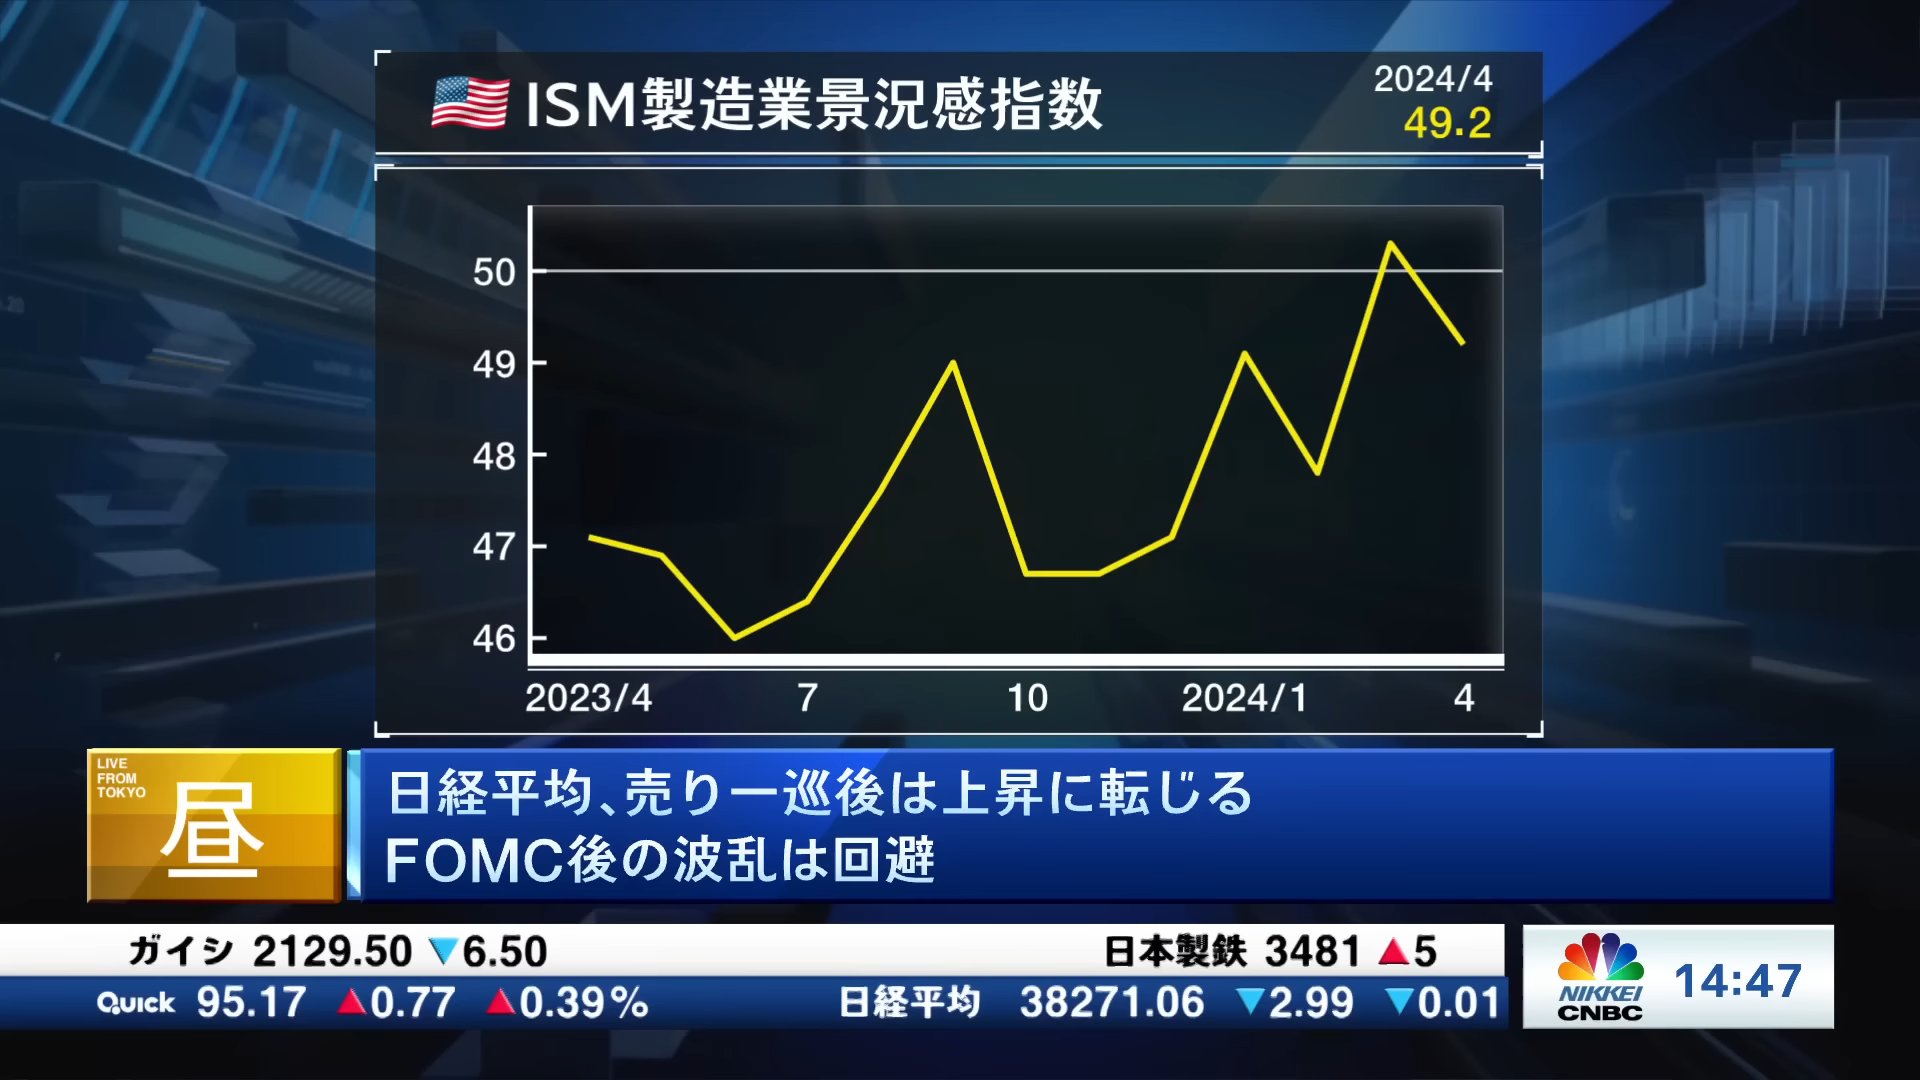 ISM製造業景況感指数
2024/4
49.2
50
49
48
47
46
2023/4 7 10 2024/1 4
LIVE
FROM
TOKYO
昼
日経平均、売り一巡後は上昇に転じる
FOMC後の波乱は回避
ガイシ 2129.50 ▼6.50 日本製鉄 3481 ▲5
QUICK 95.17 ▲0.77 ▲0.39% 日経平均 38271.06 ▼2.99 ▼0.01
NIKKEI
CNBC
14:47